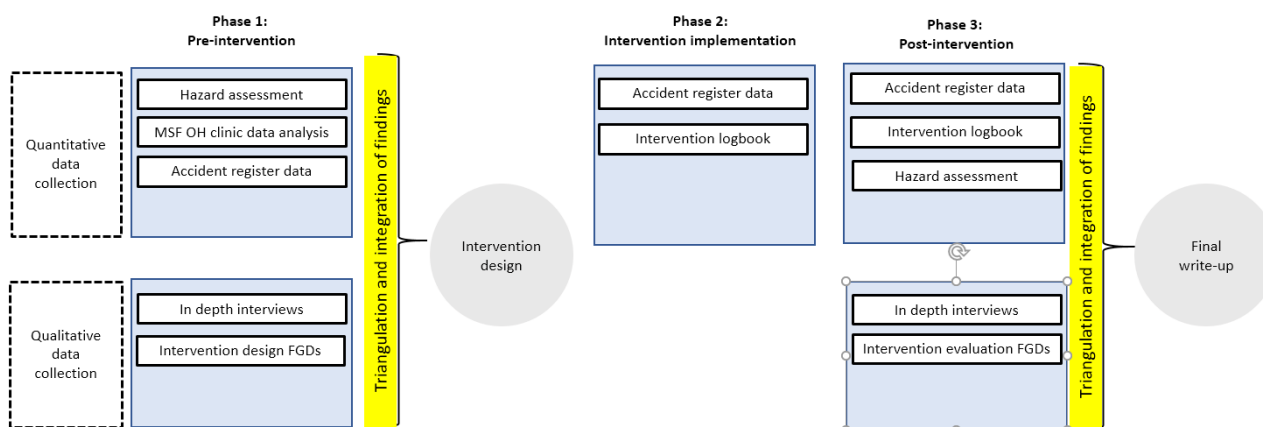 Phase 1:
Pre-intervention
Phase 2:
Intervention implementation
Phase 3:
Post-intervention
Quantitative
data
collection
Hazard assessment
MSF OH clinic data analysis
Accident register data
Triangulation and integration of findings
Intervention
design
Accident register data
Intervention logbook
Accident register data
Intervention logbook
Hazard assessment
Triangulation and integration of findings
Final
write-up
Qualitative
data
collection
In depth interviews
Intervention design FGDs
In depth interviews
Intervention evaluation FGDs